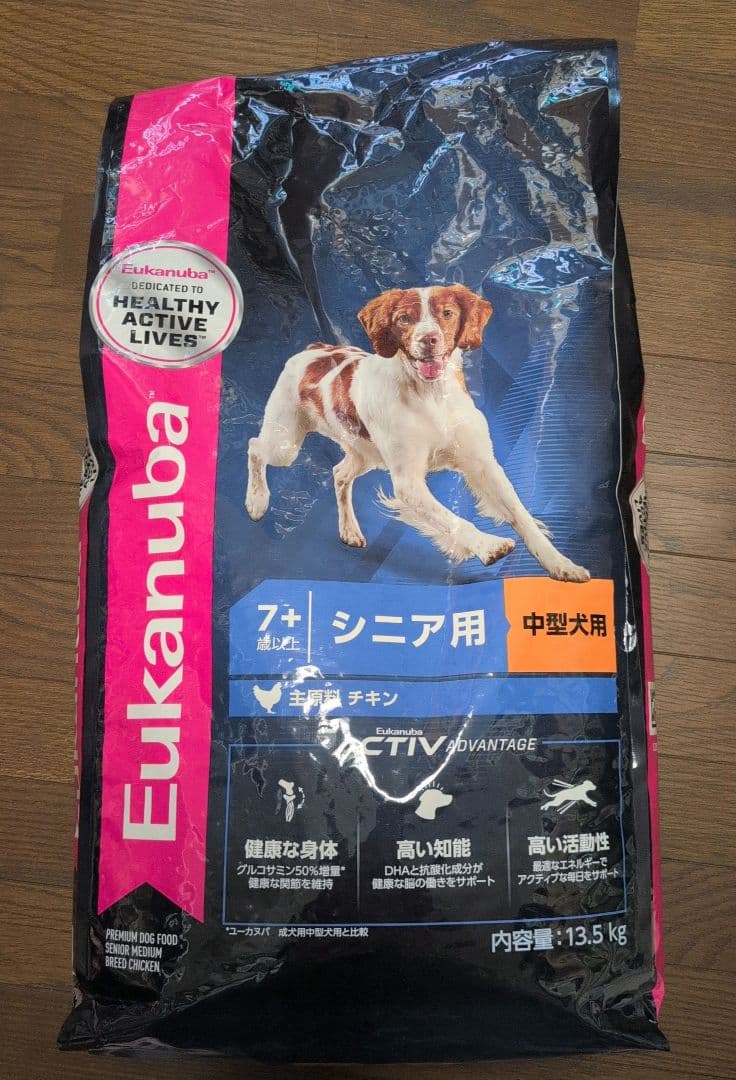 Eukanuba™
DEDICATED TO
HEALTHY
ACTIVE
LIVES™
Eukanuba™
7+
歳以上
シニア用
中型犬用
主原料 チキン
Eukanuba
ACTIV ADVANTAGE
健康な身体
グルコサミン50%増量*
健康な関節を維持
高い知能
DHAと抗酸化成分が
健康な脳の働きをサポート
高い活動性
最適なエネルギーで
アクティブな毎日をサポート
*ユーカヌバ 成犬用中型犬用と比較
PREMIUM DOG FOOD
SENIOR MEDIUM
BREED CHICKEN
内容量:13.5kg